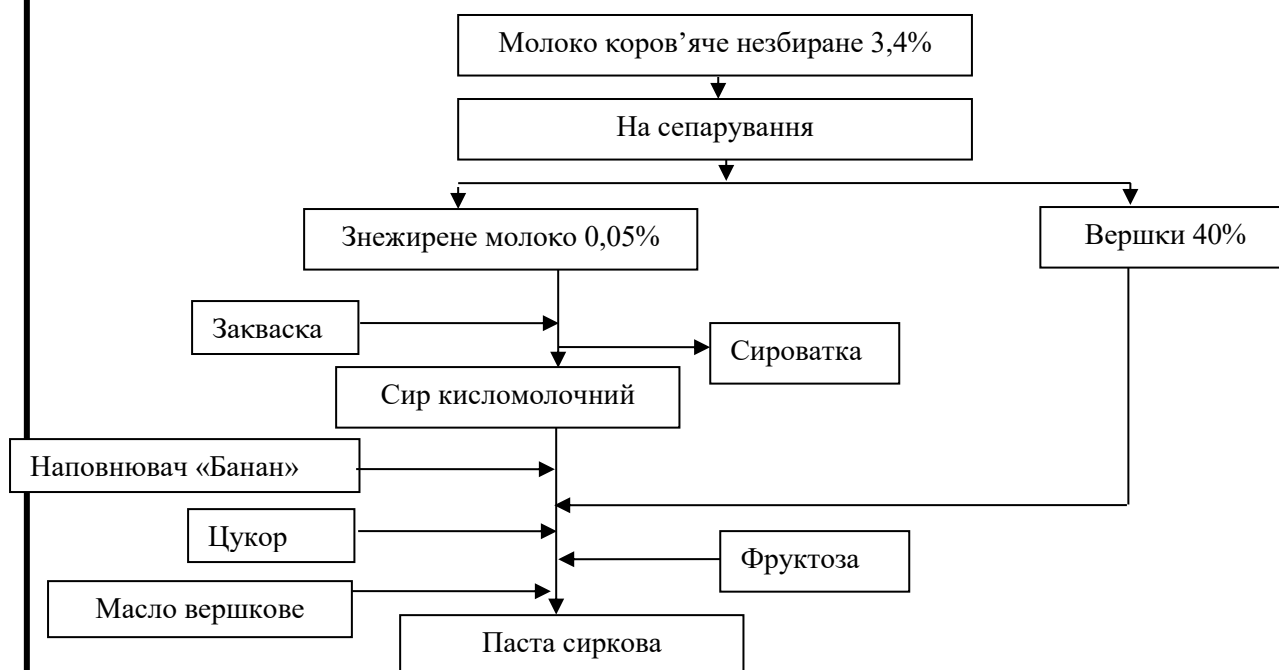 Молоко коров’яче незбиране 3,4%
На сепарування
Знежирене молоко 0,05%
Вершки 40%
Закваска
Сироватка
Сир кисломолочний
Наповнювач «Банан»
Цукор
Фруктоза
Масло вершкове
Паста сиркова